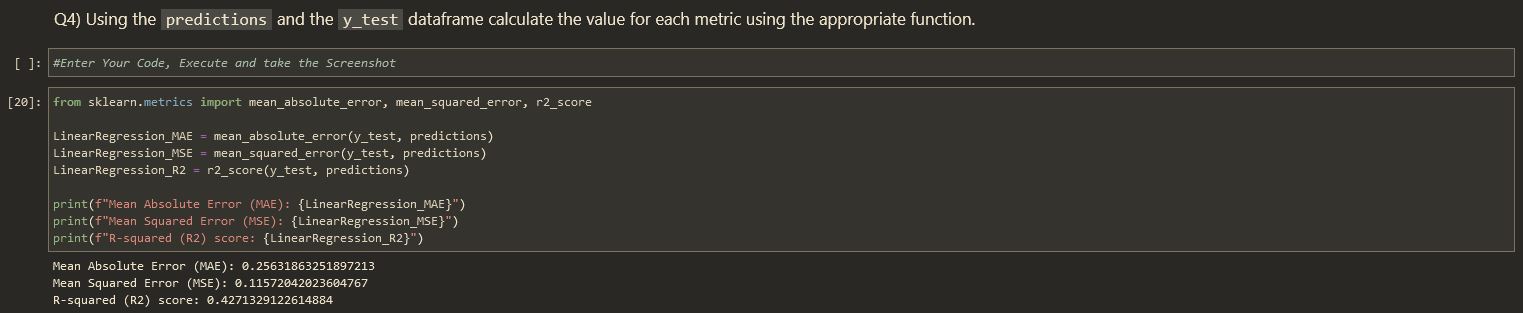 Q4) Using the predictions and the y_test dataframe calculate the value for each metric using the appropriate function.
[ ]: #Enter Your Code, Execute and take the Screenshot
[20]: from sklearn.metrics import mean_absolute_error, mean_squared_error, r2_score
LinearRegression_MAE = mean_absolute_error(y_test, predictions)
LinearRegression_MSE = mean_squared_error(y_test, predictions)
LinearRegression_R2 = r2_score(y_test, predictions)
print(f"Mean Absolute Error (MAE): {LinearRegression_MAE}")
print(f"Mean Squared Error (MSE): {LinearRegression_MSE}")
print(f"R-squared (R2) score: {LinearRegression_R2}")
Mean Absolute Error (MAE): 0.25631863251897213
Mean Squared Error (MSE): 0.11572042023604767
R-squared (R2) score: 0.4271329122614884